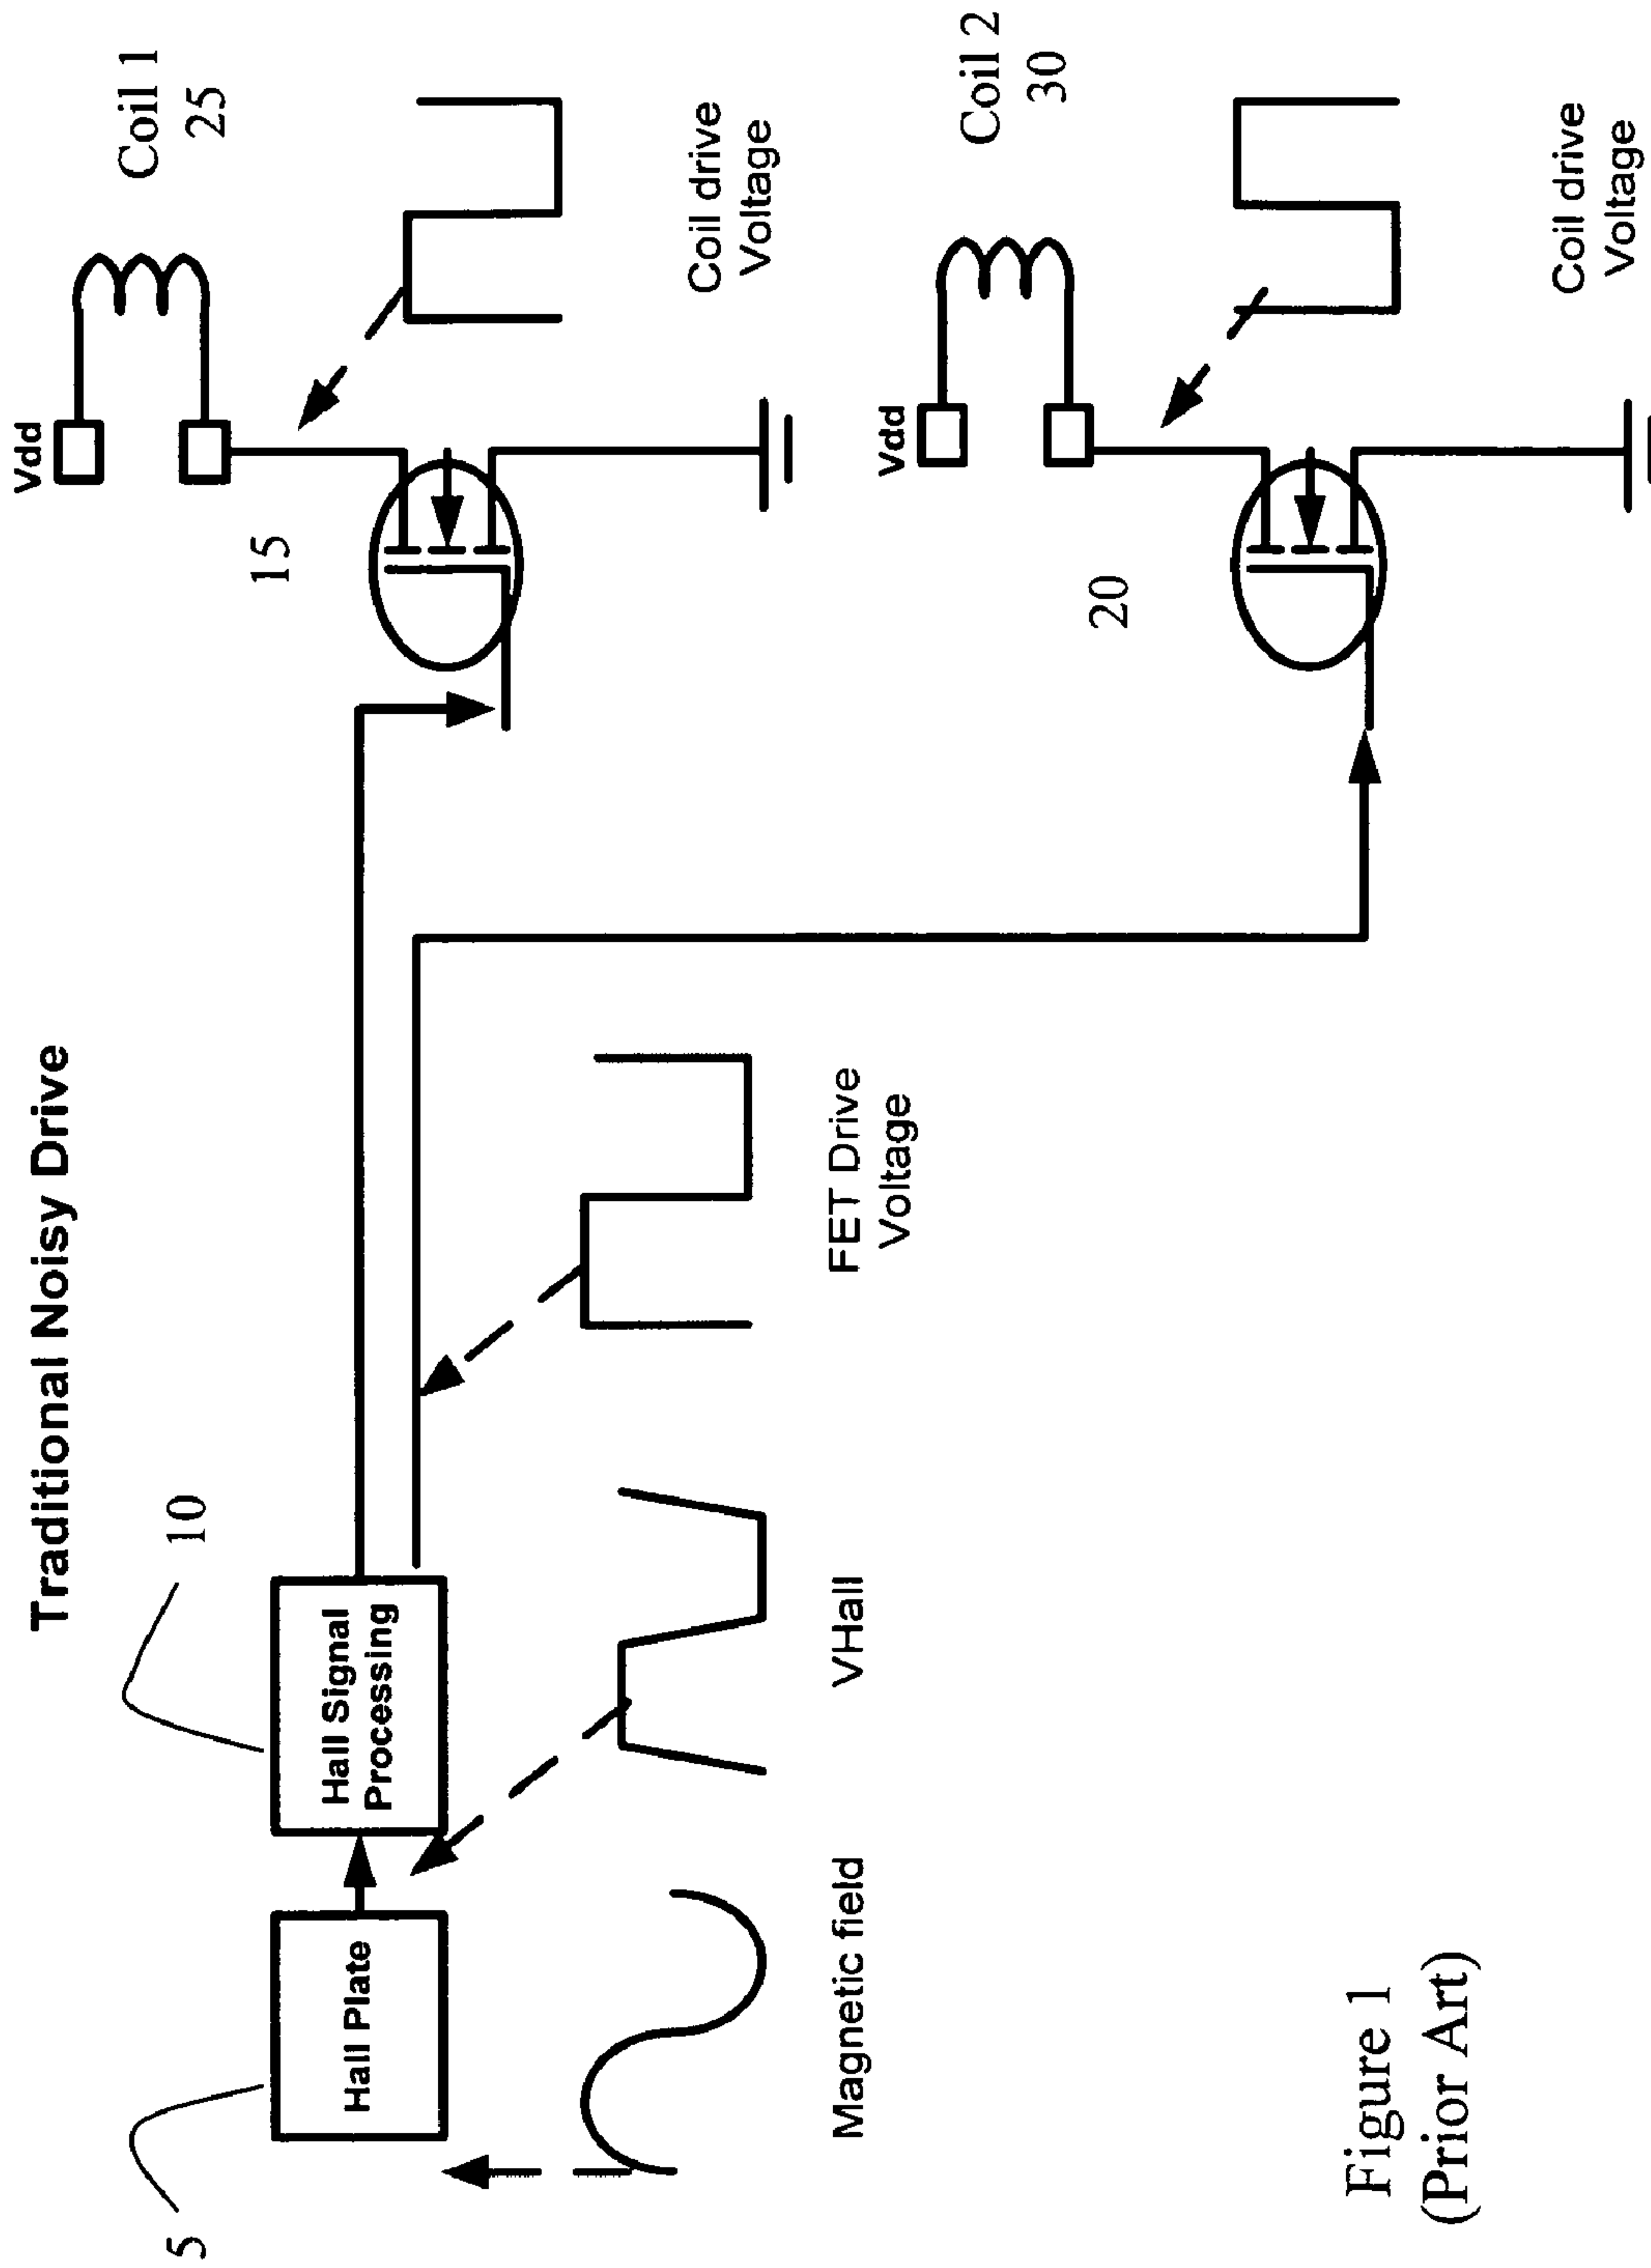 Traditional Noisy Drive
5
10
Hall Plate
Hall Signal
Processing
Magnetic field
VHall
FET Drive
Voltage
15
Vdd
Coil 1
25
Coil drive
Voltage
20
Vdd
Coil 2
30
Coil drive
Voltage
Figure 1
(Prior Art)